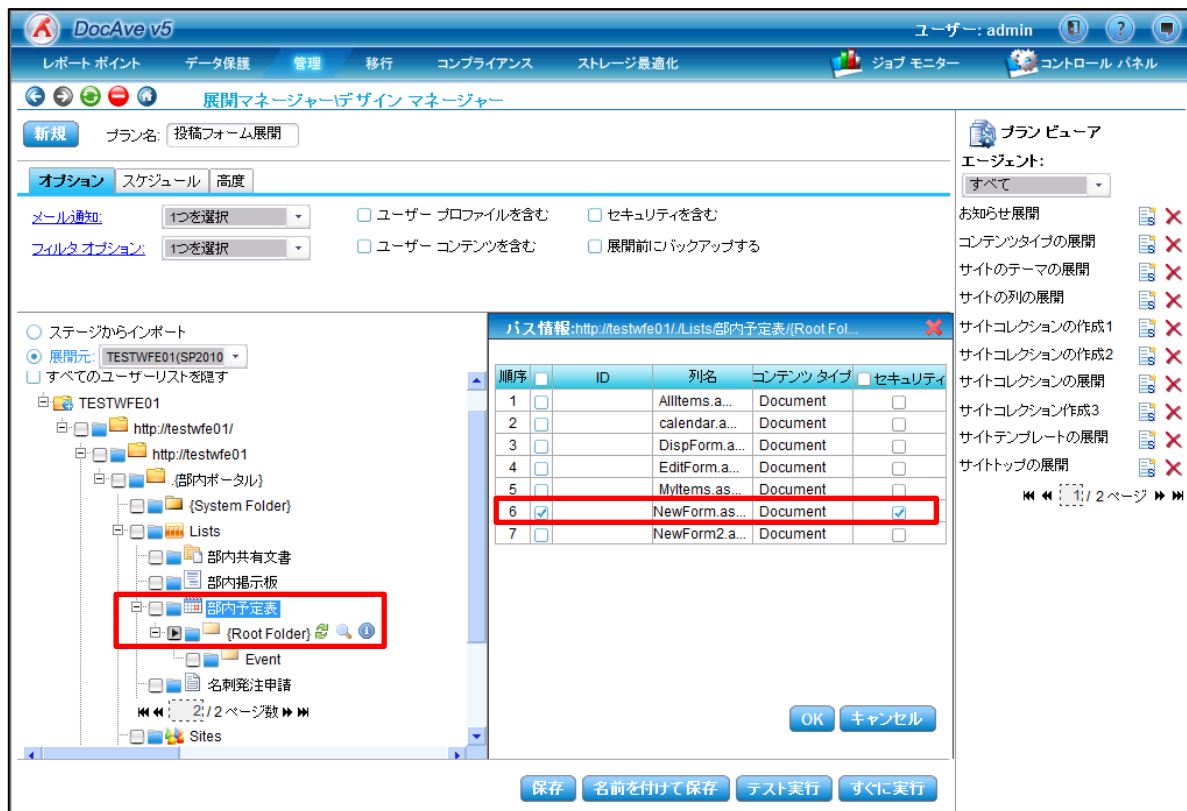 DocAve v5
ユーザー: admin
レポート ポイント データ保護 管理 移行 コンプライアンス ストレージ最適化 ジョブ モニター コントロール パネル
展開マネージャー\デザイン マネージャー
新規 プラン名: 投稿フォーム展開
オプション スケジュール 高度
メール通知: 1つを選択 ユーザー プロファイルを含む セキュリティを含む
フィルタ オプション: 1つを選択 ユーザー コンテンツを含む 展開前にバックアップする
ステージからインポート
展開元: TESTWFE01(SP2010
すべてのユーザーリストを隠す
TESTWFE01
http://testwfe01/
http://testwfe01
.{部内ポータル}
{System Folder}
Lists
部内共有文書
部内掲示板
部内予定表
{Root Folder}
Event
名刺発注申請
2 / 2 ページ数
Sites
パス情報:http://testwfe01/./Lists/部内予定表/{Root Fol...
順序 ID 列名 コンテンツ タイプ セキュリティ
1 AllItems.a... Document
2 calendar.a... Document
3 DispForm.a... Document
4 EditForm.a... Document
5 MyItems.as... Document
6 NewForm.as... Document
7 NewForm2.a... Document
OK キャンセル
保存 名前を付けて保存 テスト実行 すぐに実行
プラン ビューア
エージェント:
すべて
お知らせ展開
コンテンツタイプの展開
サイトのテーマの展開
サイトの列の展開
サイトコレクションの作成1
サイトコレクションの作成2
サイトコレクションの展開
サイトコレクション作成3
サイトテンプレートの展開
サイトトップの展開
1 / 2 ページ